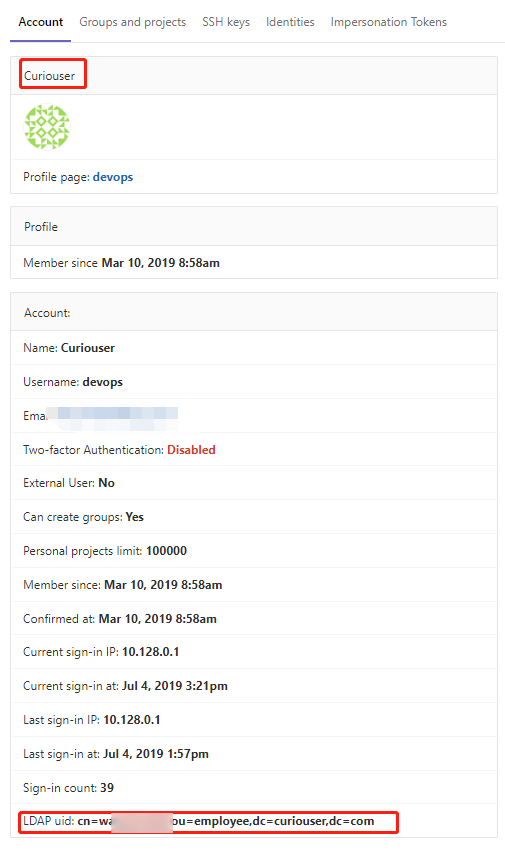 Account Groups and projects SSH keys Identities Impersonation Tokens
Curiouser
Profile page: devops
Profile
Member since Mar 10, 2019 8:58am
Account:
Name: Curiouser
Username: devops
Two-factor Authentication: Disabled
External User: No
Can create groups: Yes
Personal projects limit: 100000
Member since: Mar 10, 2019 8:58am
Confirmed at: Mar 10, 2019 8:58am
Current sign-in IP: 10.128.0.1
Current sign-in at: Jul 4, 2019 3:21pm
Last sign-in IP: 10.128.0.1
Last sign-in at: Jul 4, 2019 1:57pm
Sign-in count: 39
LDAP uid: ou=employee,dc=curiouser,dc=com